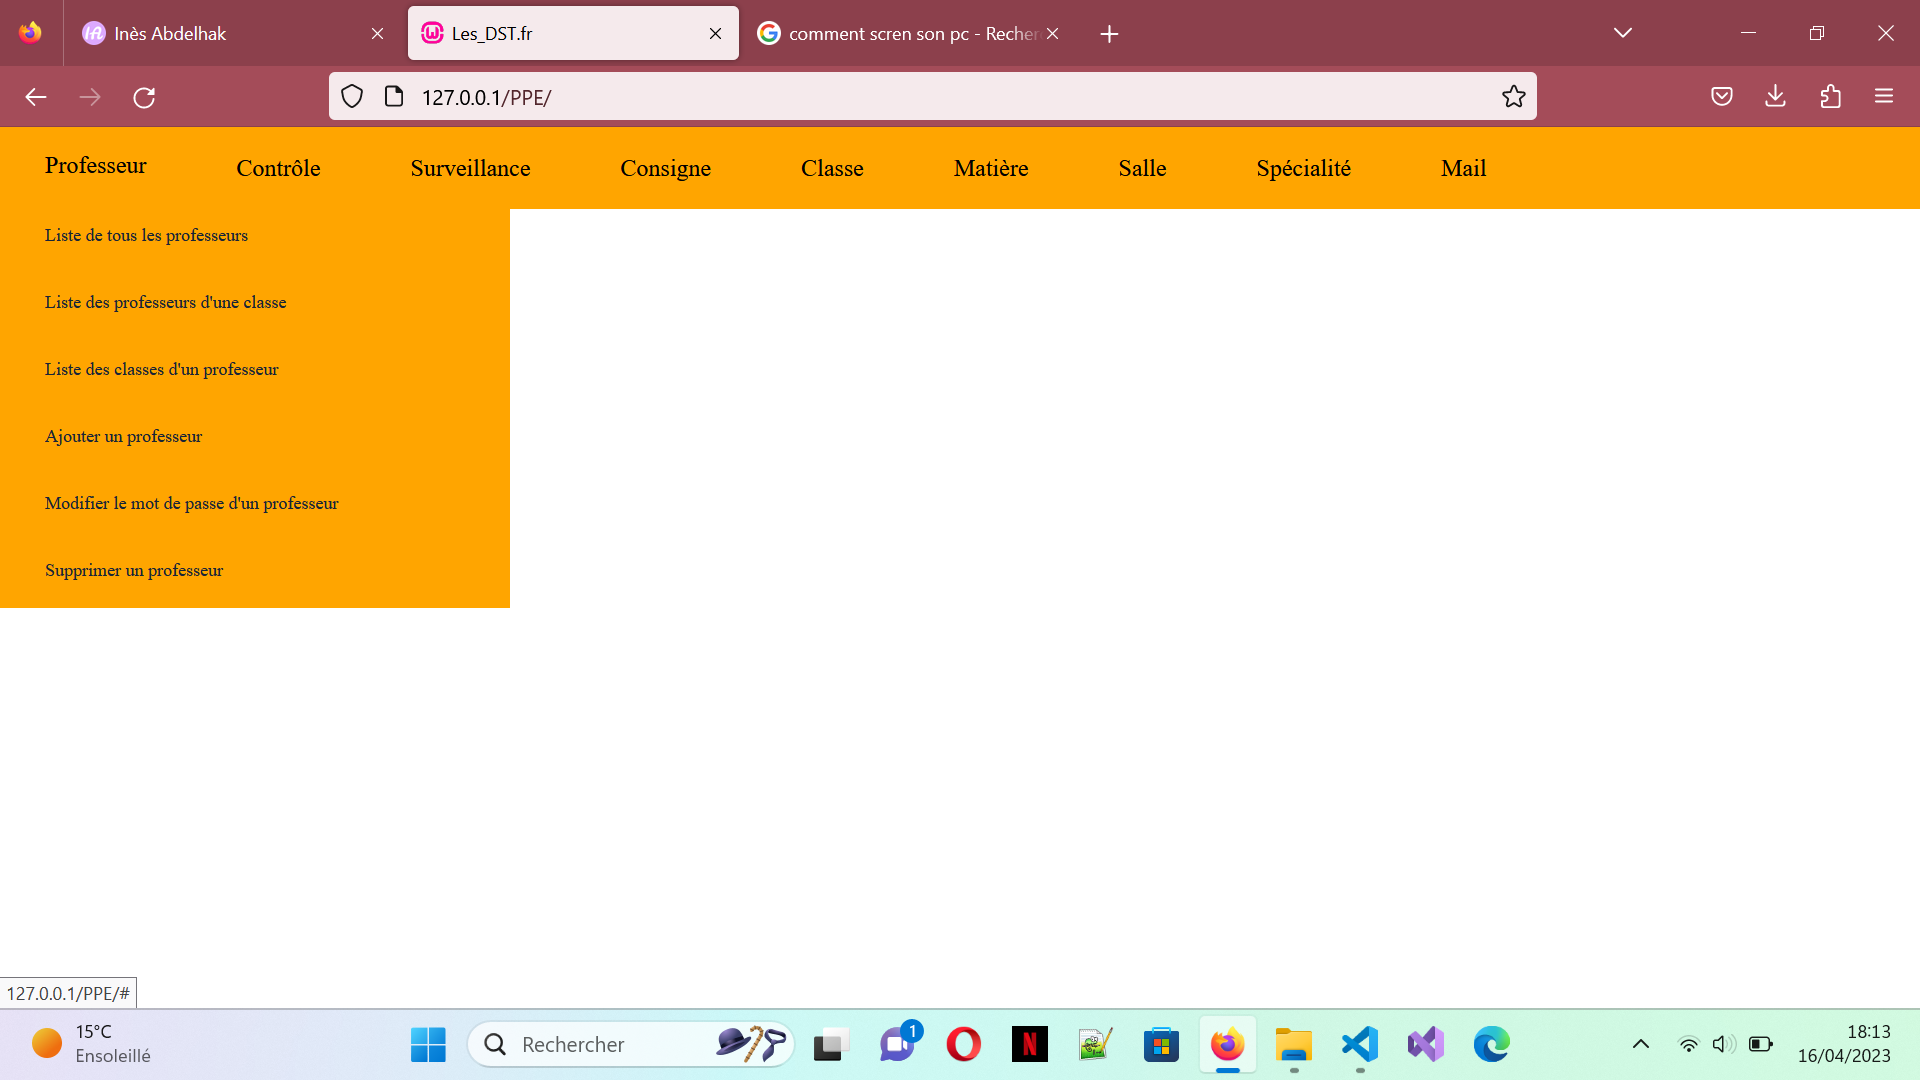 Inès Abdelhak
Les_DST.fr
comment scren son pc - Recher
127.0.0.1/PPE/
Professeur Contrôle Surveillance Consigne Classe Matière Salle Spécialité Mail
Liste de tous les professeurs
Liste des professeurs d'une classe
Liste des classes d'un professeur
Ajouter un professeur
Modifier le mot de passe d'un professeur
Supprimer un professeur
127.0.0.1/PPE/#
15°C
Ensoleillé
Rechercher
1
18:13
16/04/2023